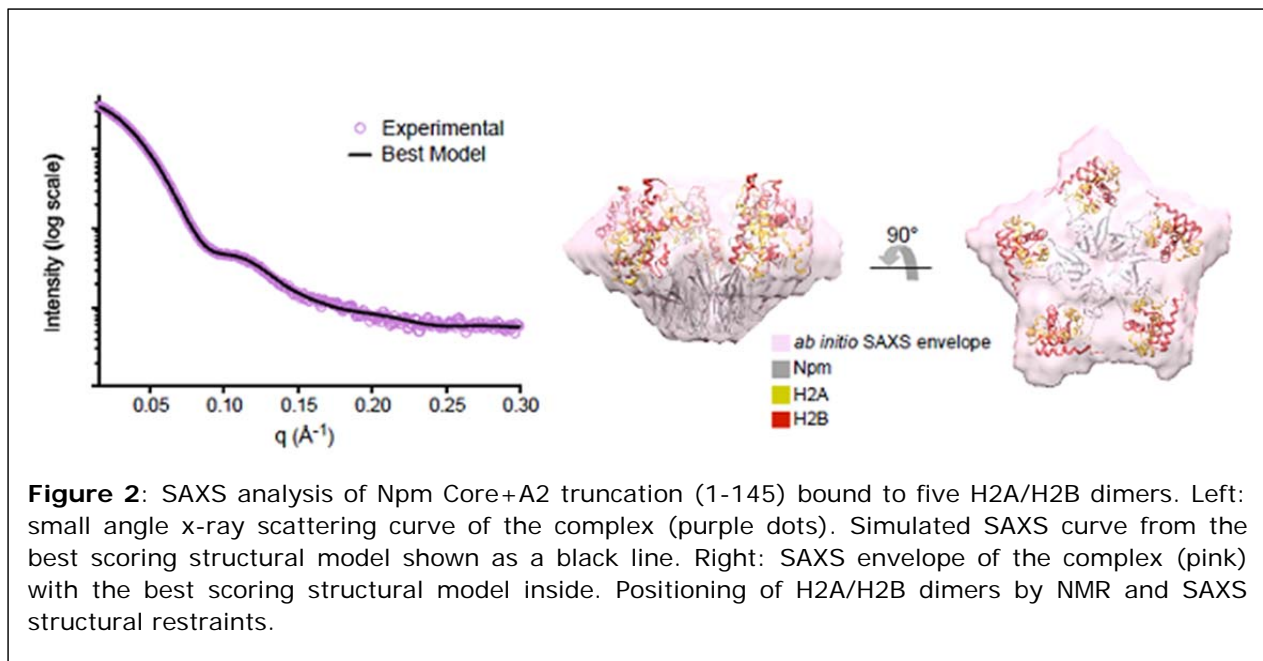 Intensity (log scale)
Experimental
Best Model
0.05 0.10 0.15 0.20 0.25 0.30
q (Å-1)
90°
ab initio SAXS envelope
Npm
H2A
H2B
Figure 2: SAXS analysis of Npm Core+A2 truncation (1-145) bound to five H2A/H2B dimers. Left:
small angle x-ray scattering curve of the complex (purple dots). Simulated SAXS curve from the
best scoring structural model shown as a black line. Right: SAXS envelope of the complex (pink)
with the best scoring structural model inside. Positioning of H2A/H2B dimers by NMR and SAXS
structural restraints.